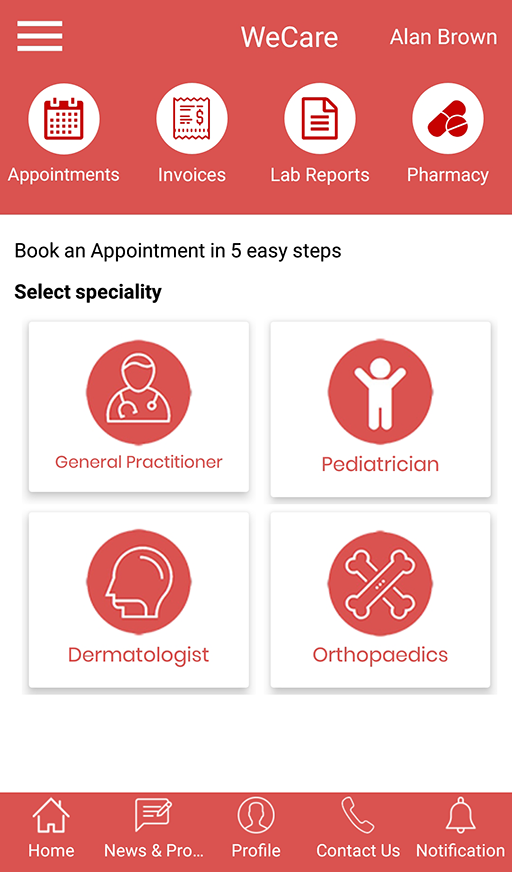 WeCare
Alan Brown
Appointments
Invoices
Lab Reports
Pharmacy
Book an Appointment in 5 easy steps
Select speciality
General Practitioner
Pediatrician
Dermatologist
Orthopaedics
Home
News & Pro...
Profile
Contact Us
Notification